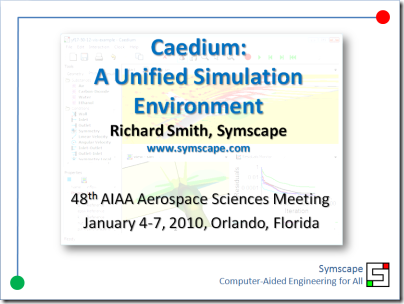 Caedium:
A Unified Simulation
Environment
Richard Smith, Symscape
www.symscape.com
48th AIAA Aerospace Sciences Meeting
January 4-7, 2010, Orlando, Florida
Symscape
Computer-Aided Engineering for All